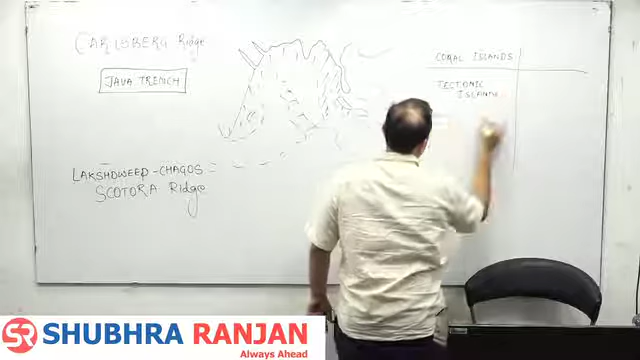 CARLSBERG Ridge
JAVA TRENCH
LAKSHDWEEP-CHAGOS =
SCOTORA Ridge
CORAL ISLANDS
TECTONIC
ISLANDS
SR SHUBHRA RANJAN
Always Ahead